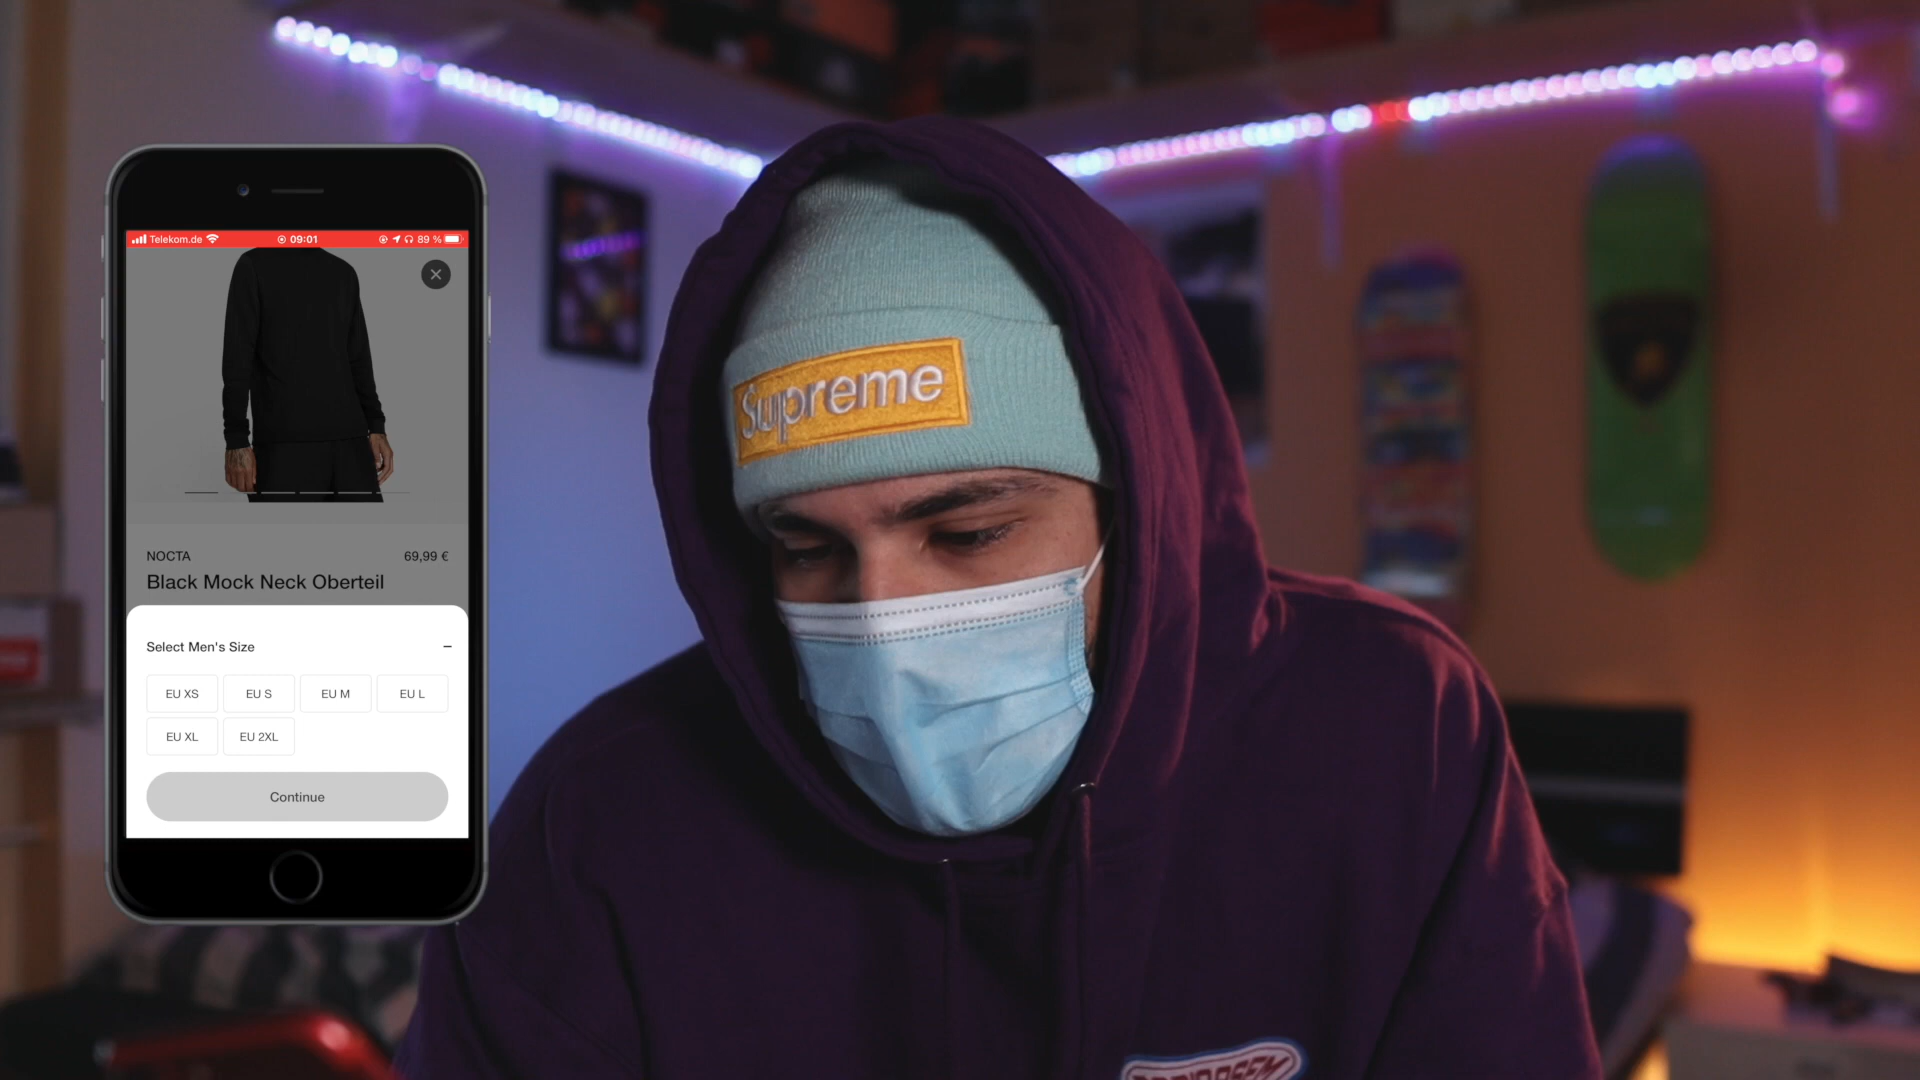 Telekom.de
09:01
89 %
NOCTA
69,99 €
Black Mock Neck Oberteil
Select Men's Size
EU XS
EU S
EU M
EU L
EU XL
EU 2XL
Continue
Supreme